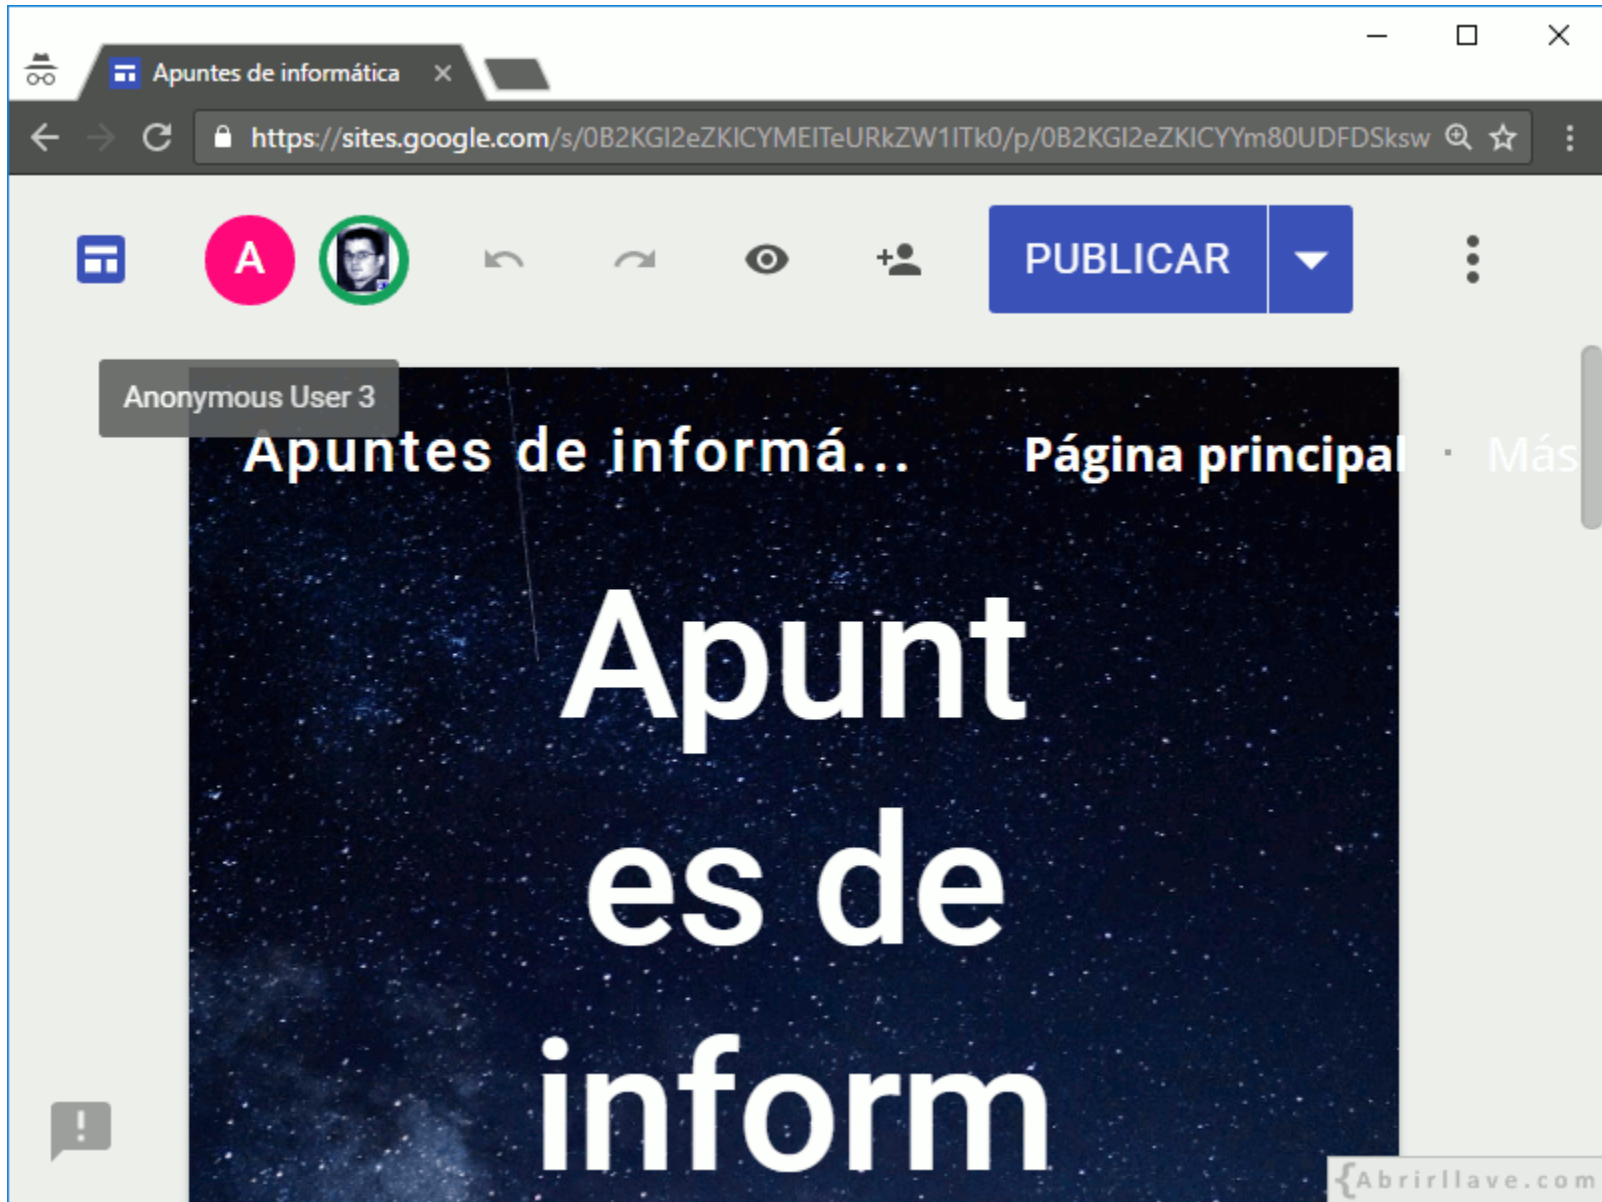 Apuntes de informática
https://sites.google.com/s/0B2KGl2eZKlCYMElTeURkZW1lTk0/p/0B2KGl2eZKlCYYm80UDFDSksw
A
PUBLICAR
Anonymous User 3
Apuntes de informá... Página principal · Más
Apunt
es de
inform
{Abrirllave.com